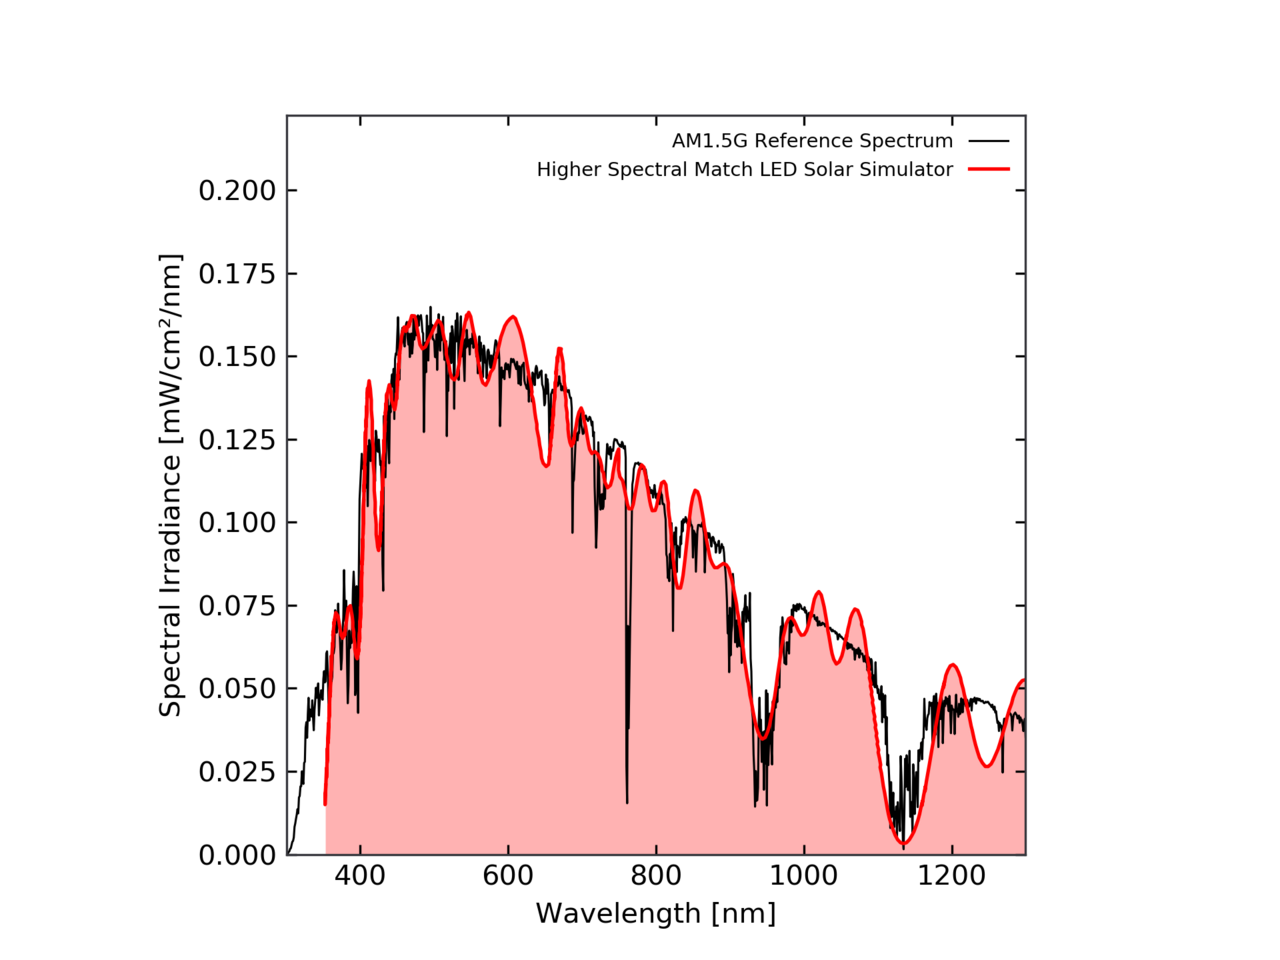 AM1.5G Reference Spectrum
Higher Spectral Match LED Solar Simulator
0.200
0.175
0.150
0.125
0.100
0.075
0.050
0.025
0.000
Spectral Irradiance [mW/cm²/nm]
400 600 800 1000 1200
Wavelength [nm]